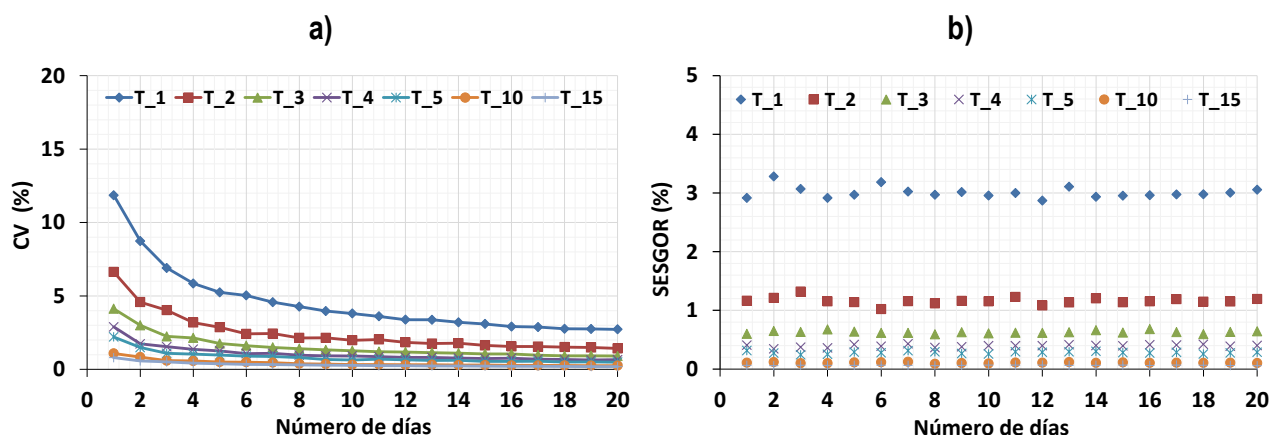 a)
20
15
10
5
0
CV (%)
T_1 T_2 T_3 T_4 T_5 T_10 T_15
0 2 4 6 8 10 12 14 16 18 20
Número de días
b)
5
4
3
2
1
0
SESGOR (%)
T_1 T_2 T_3 T_4 T_5 T_10 T_15
0 2 4 6 8 10 12 14 16 18 20
Número de días